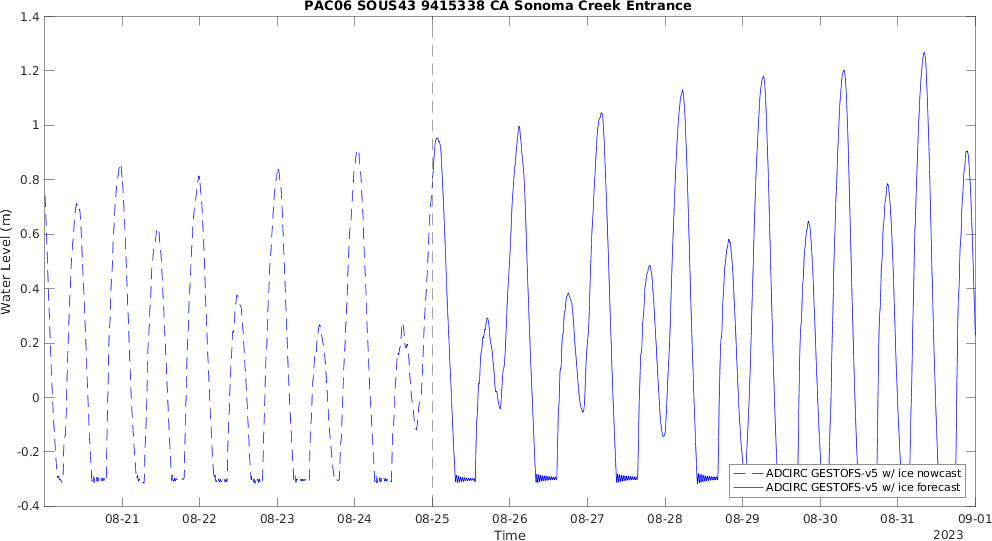 PAC06 SOUS43 9415338 CA Sonoma Creek Entrance
1.4
1.2
1
0.8
0.6
0.4
0.2
0
-0.2
-0.4
Water Level (m)
ADCIRC GESTOFS-v5 w/ ice nowcast
ADCIRC GESTOFS-v5 w/ ice forecast
08-21 08-22 08-23 08-24 08-25 08-26 08-27 08-28 08-29 08-30 08-31 09-01
Time
2023